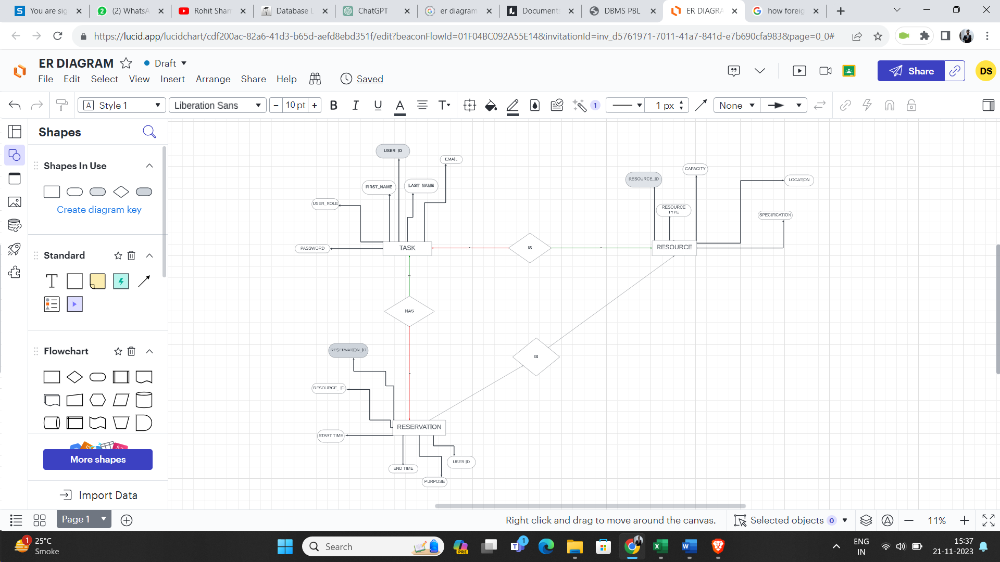 You are sig
(2) WhatsA
Rohit Shar
Database L
ChatGPT
er diagram
Documents
DBMS PBL
ER DIAGRA
how foreig
https://lucid.app/lucidchart/cdf200ac-82a6-41d3-b65d-aefd8ebd351f/edit?beaconFlowId=01F04BC092A55E14&invitationId=inv_d5761971-7011-41a7-841d-e7b690cfa983&page=0_0#
ER DIAGRAM
Draft
File Edit Select View Insert Arrange Share Help
Saved
Share
DS
Style 1
Liberation Sans
- 10 pt +
B I U A T
1
1 px
None
Shapes
Shapes In Use
Create diagram key
Standard
T
Flowchart
More shapes
Import Data
USER ID
EMAIL
FIRST_NAME
LAST NAME
USER_ROLE
PASSWORD
TASK
IS
RESOURCE_ID
CAPACITY
LOCATION
RESOURCE
TYPE
SPECIFICATION
RESOURCE
HAS
RESERVATION_ID
IS
RESOURCE_ ID
RESERVATION
START TIME
USER ID
END TIME
PURPOSE
Page 1
Right click and drag to move around the canvas.
Selected objects 0
11%
1
25°C
Smoke
Search
PRE
1
ENG
IN
15:37
21-11-2023